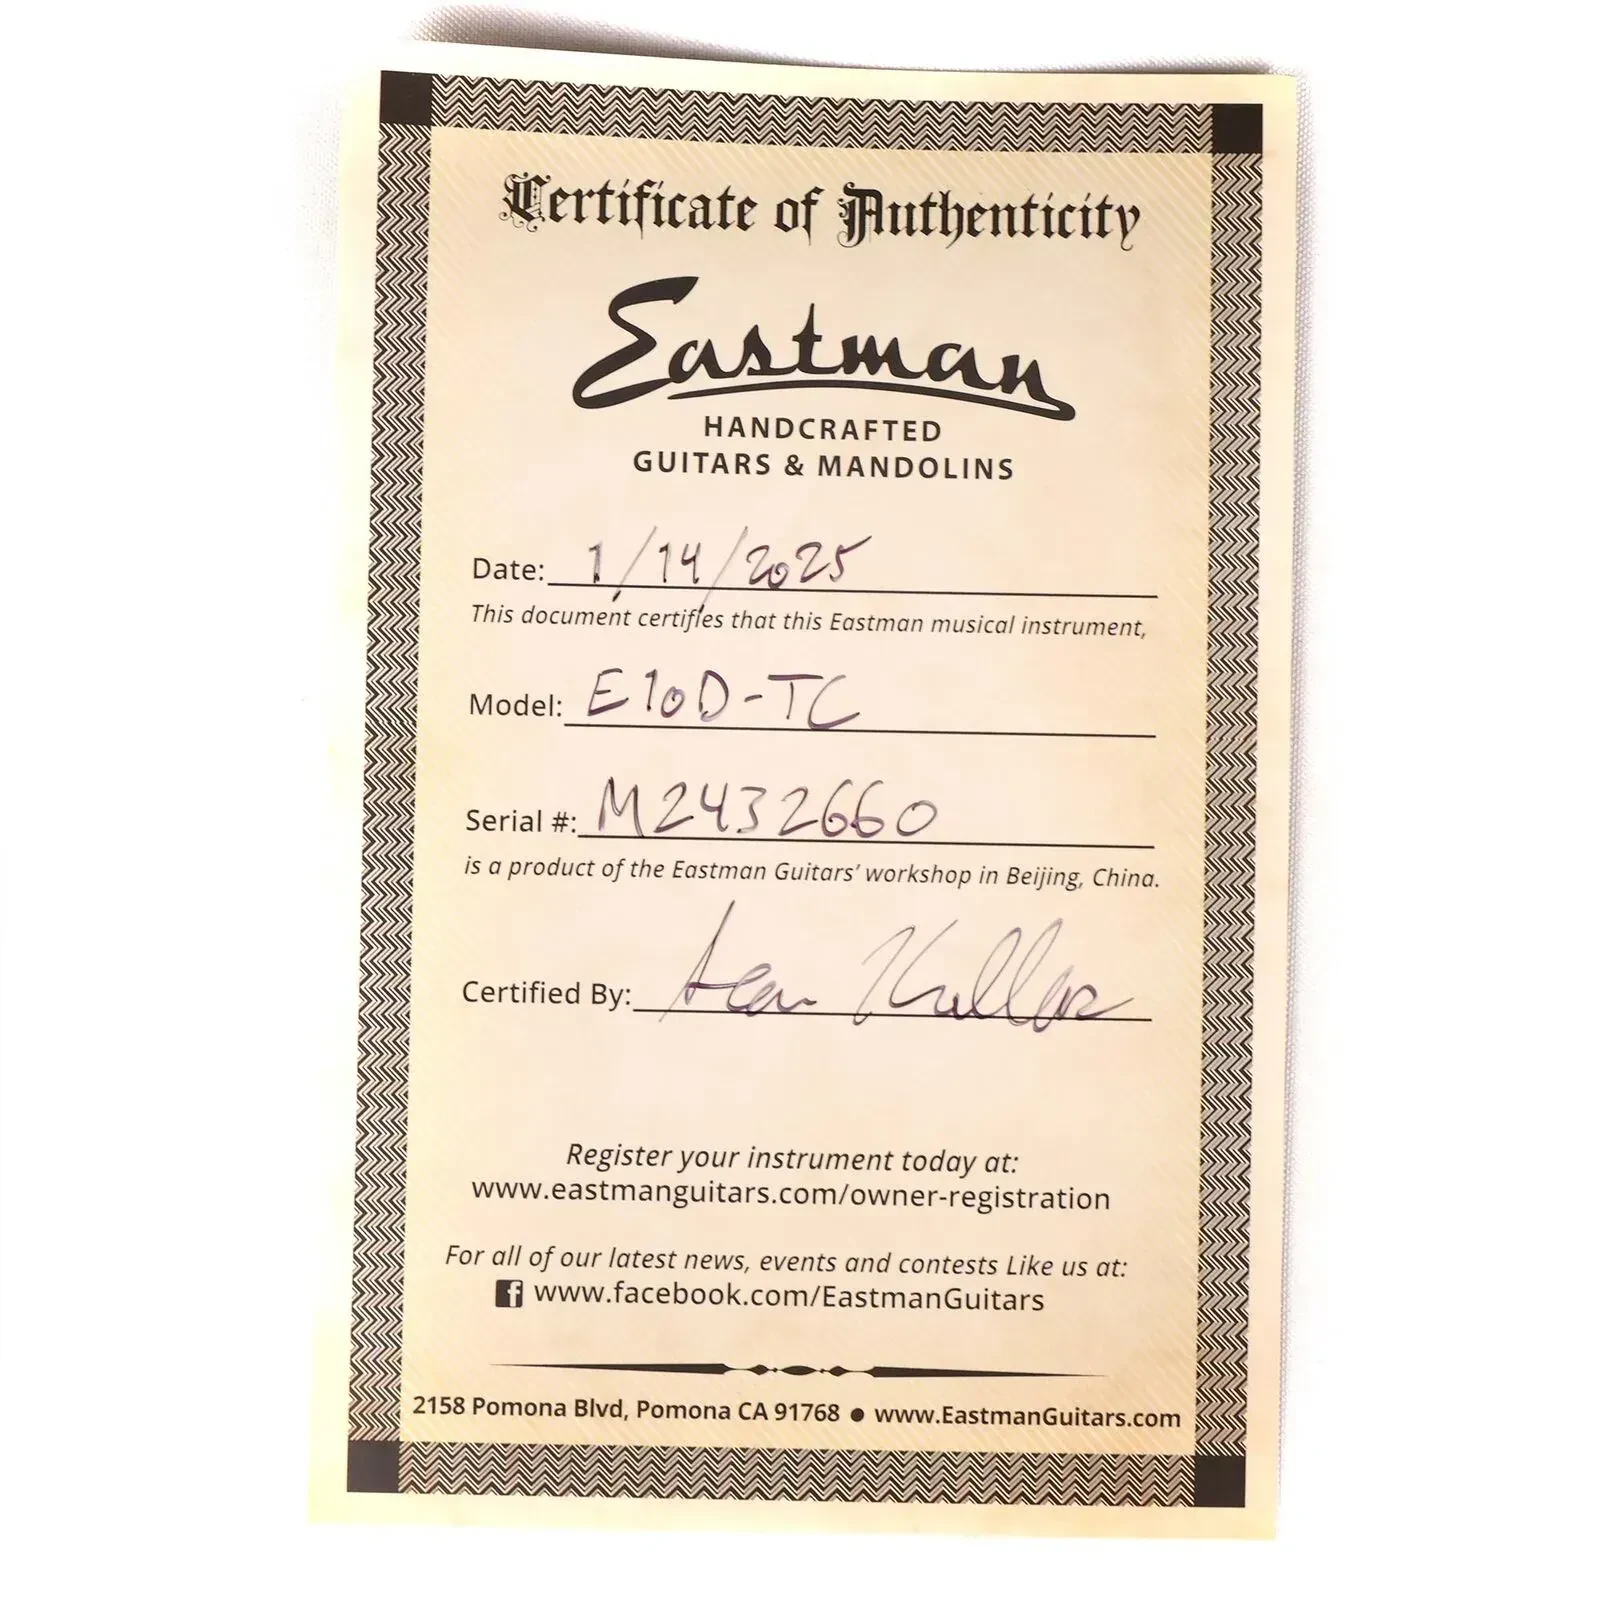 Certificate of Authenticity
Eastman
HANDCRAFTED
GUITARS & MANDOLINS
Date: 1/14/2025
This document certifies that this Eastman musical instrument,
Model: E10D-TC
Serial #: M2432660
is a product of the Eastman Guitars' workshop in Beijing, China.
Certified By:
Register your instrument today at:
www.eastmanguitars.com/owner-registration
For all of our latest news, events and contests Like us at:
f www.facebook.com/EastmanGuitars
2158 Pomona Blvd, Pomona CA 91768 ● www.EastmanGuitars.com